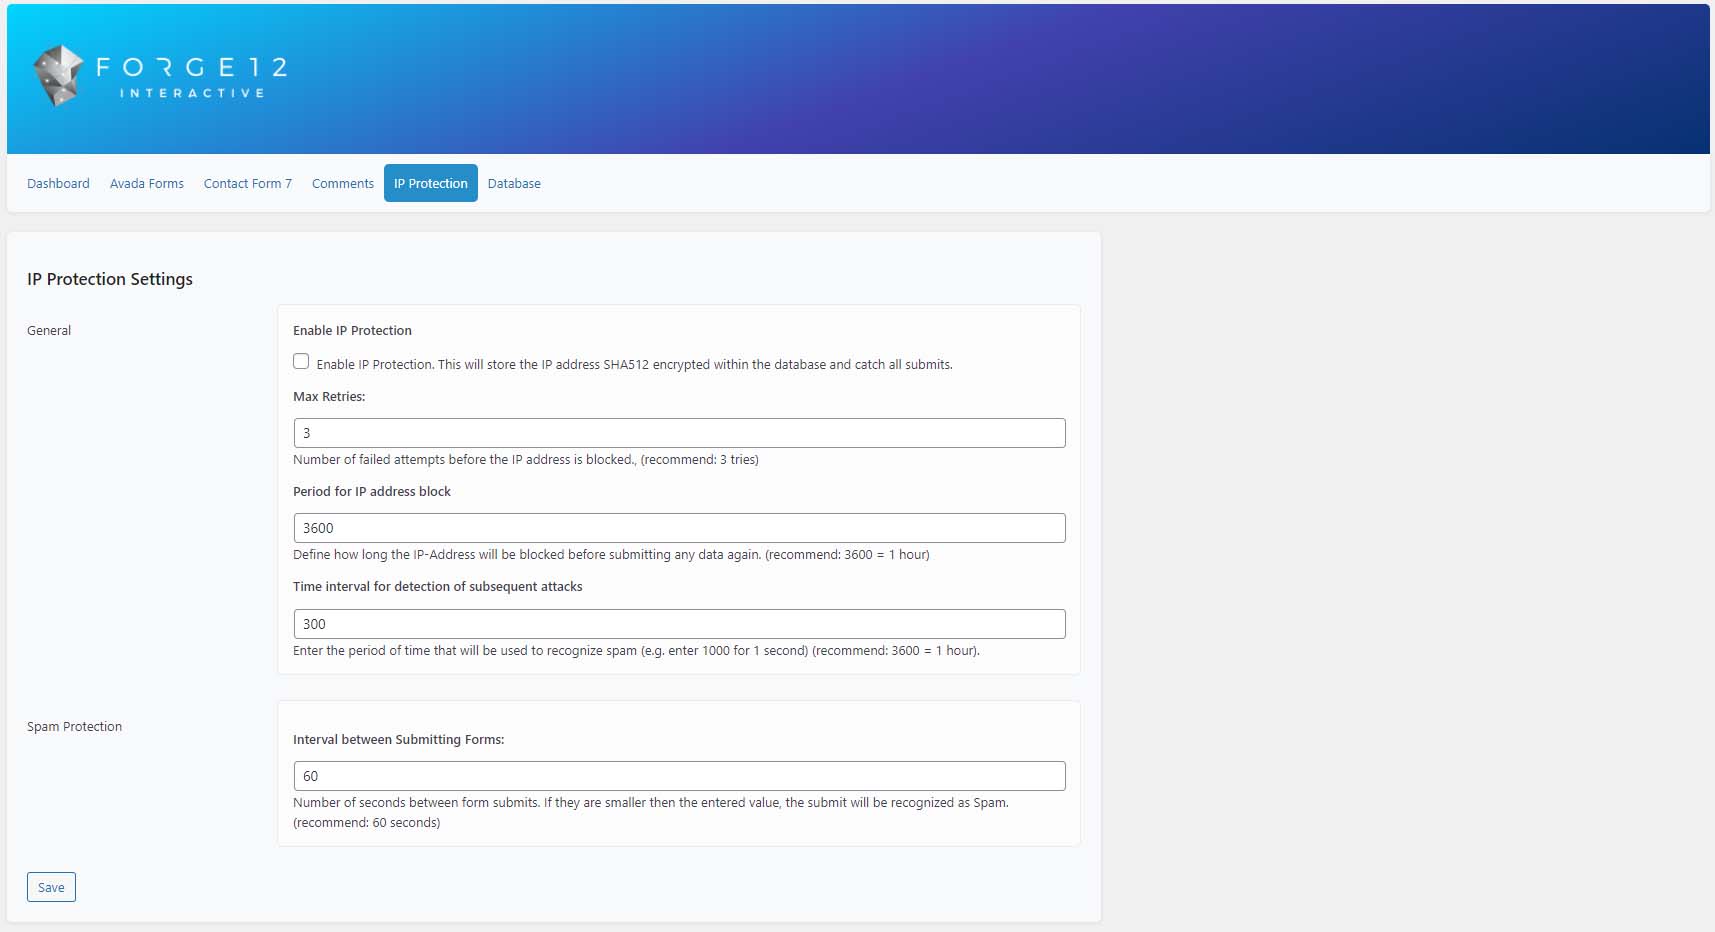 FORGE12
INTERACTIVE
Dashboard Avada Forms Contact Form 7 Comments IP Protection Database
IP Protection Settings
General
Enable IP Protection
Enable IP Protection. This will store the IP address SHA512 encrypted within the database and catch all submits.
Max Retries:
3
Number of failed attempts before the IP address is blocked., (recommend: 3 tries)
Period for IP address block
3600
Define how long the IP-Address will be blocked before submitting any data again. (recommend: 3600 = 1 hour)
Time interval for detection of subsequent attacks
300
Enter the period of time that will be used to recognize spam (e.g. enter 1000 for 1 second) (recommend: 3600 = 1 hour).
Spam Protection
Interval between Submitting Forms:
60
Number of seconds between form submits. If they are smaller then the entered value, the submit will be recognized as Spam.
(recommend: 60 seconds)
Save